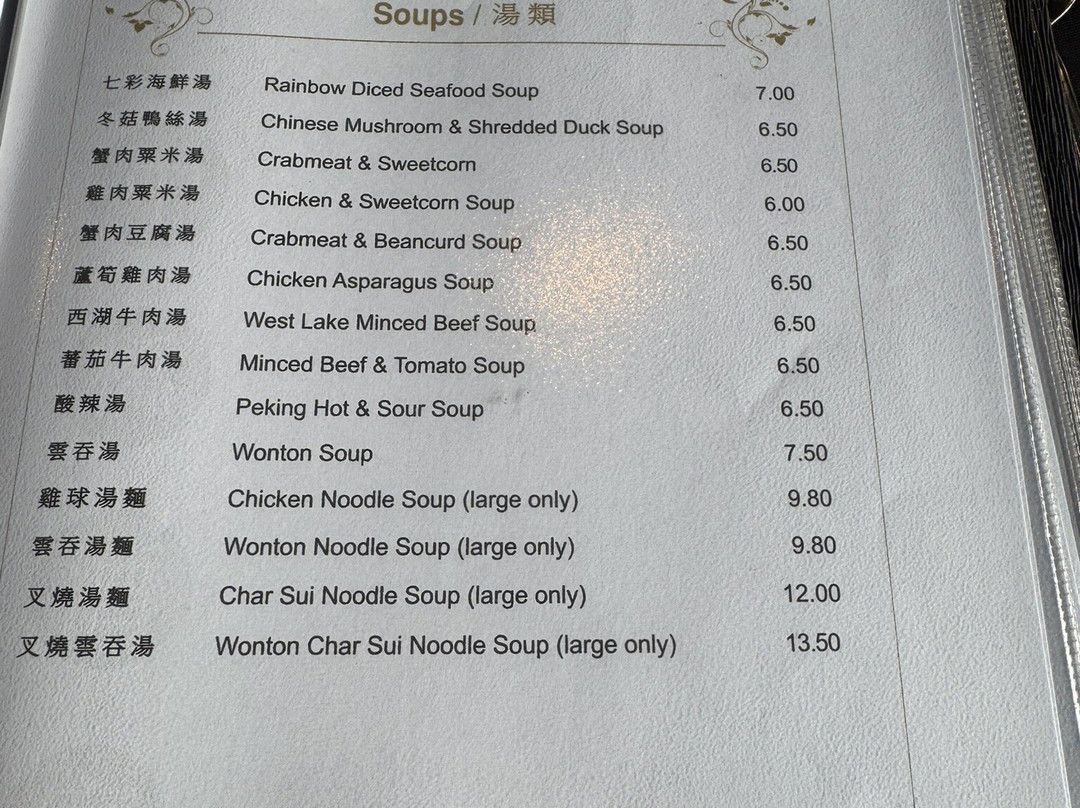 Soups / 湯類
七彩海鮮湯 Rainbow Diced Seafood Soup 7.00
冬菇鴨絲湯 Chinese Mushroom & Shredded Duck Soup 6.50
蟹肉粟米湯 Crabmeat & Sweetcorn 6.50
雞肉粟米湯 Chicken & Sweetcorn Soup 6.00
蟹肉豆腐湯 Crabmeat & Beancurd Soup 6.50
蘆筍雞肉湯 Chicken Asparagus Soup 6.50
西湖牛肉湯 West Lake Minced Beef Soup 6.50
蕃茄牛肉湯 Minced Beef & Tomato Soup 6.50
酸辣湯 Peking Hot & Sour Soup 6.50
雲吞湯 Wonton Soup 7.50
雞球湯麵 Chicken Noodle Soup (large only) 9.80
雲吞湯麵 Wonton Noodle Soup (large only) 9.80
叉燒湯麵 Char Sui Noodle Soup (large only) 12.00
叉燒雲吞湯 Wonton Char Sui Noodle Soup (large only) 13.50